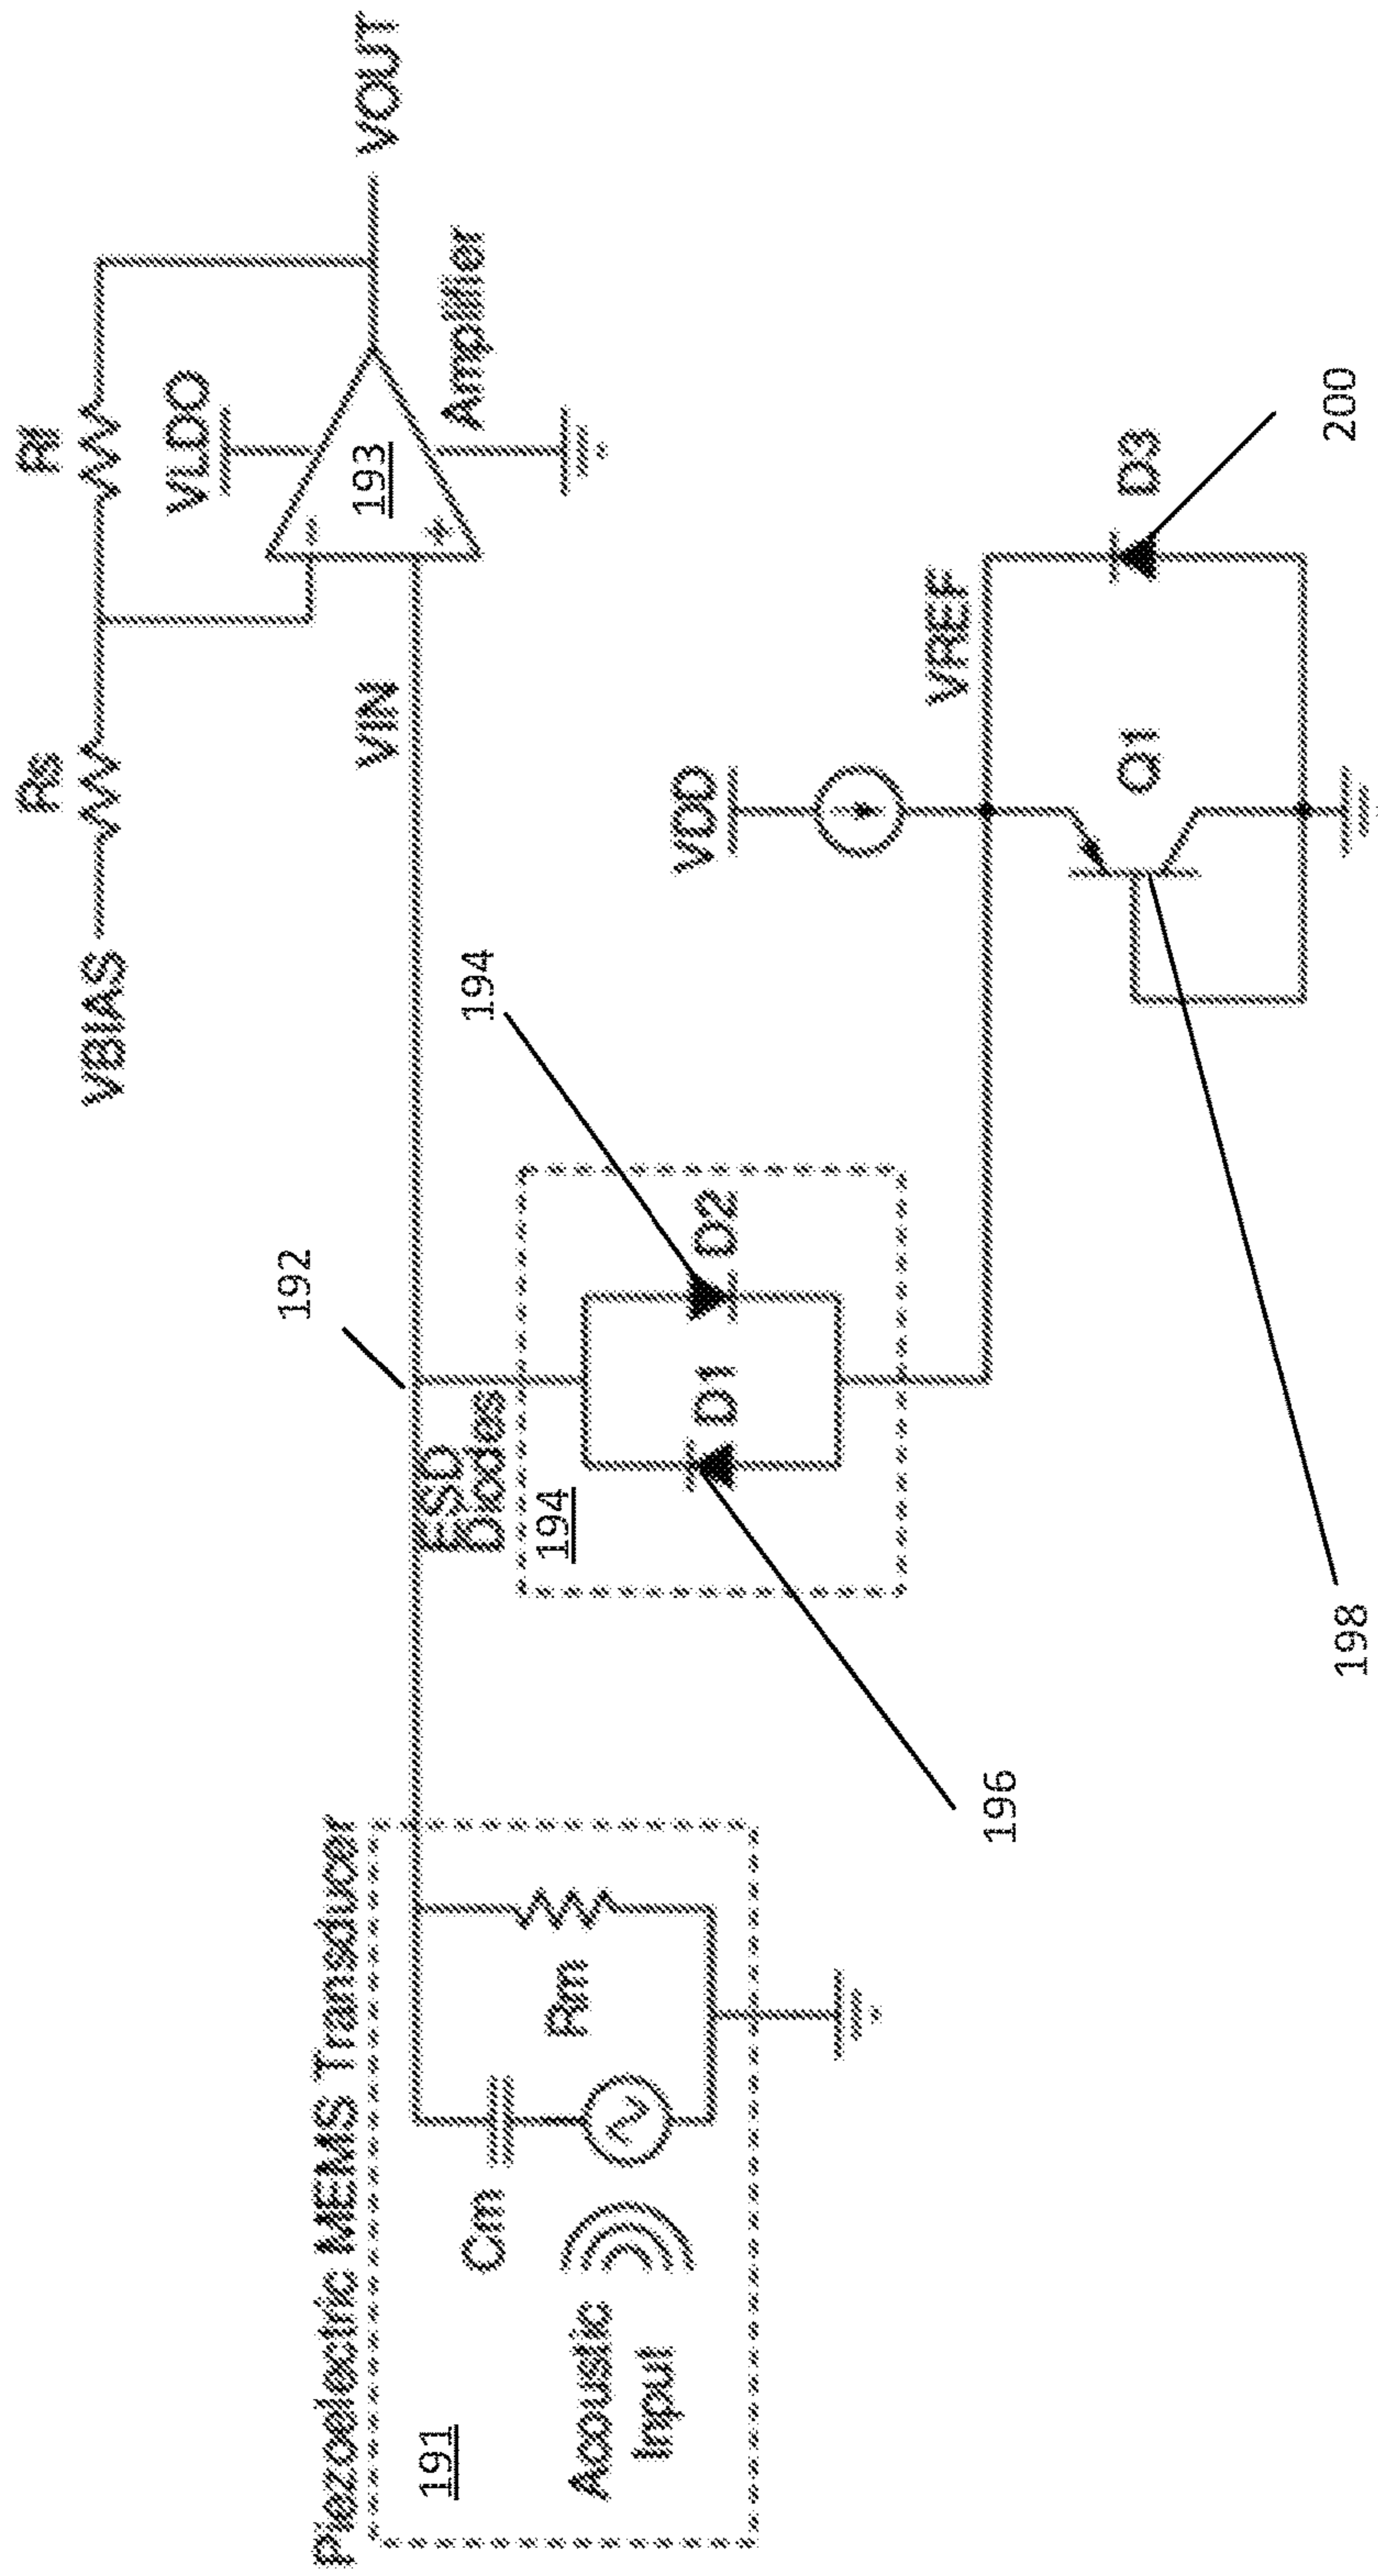 Piezoelectric MEMS Transducer
191
Acoustic
Input
Cm
Rm
192
ESD
Diodes
194
D1
D2
194
196
VBIAS
Rs
Rf
VLDO
VIN
193
Amplifier
VOUT
VDD
VREF
Q1
D3
198
200